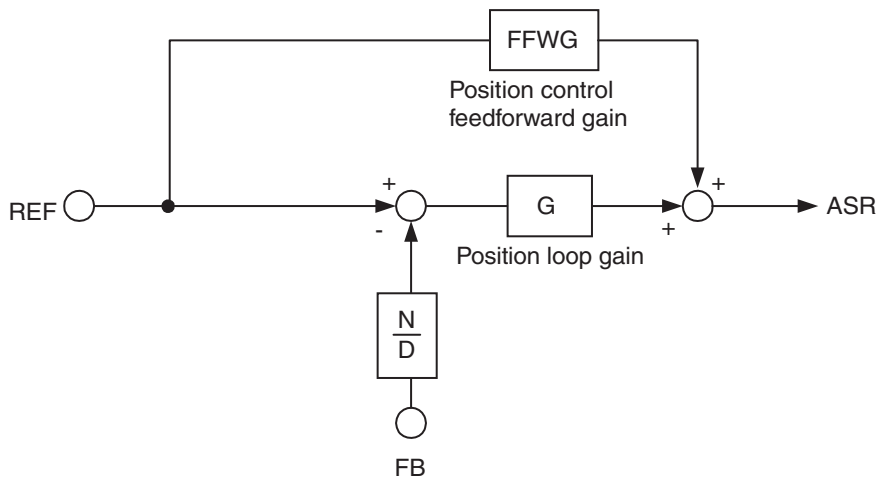 FFWG
Position control
feedforward gain
+
+
REF
G
ASR
-
+
Position loop gain
N
D
FB